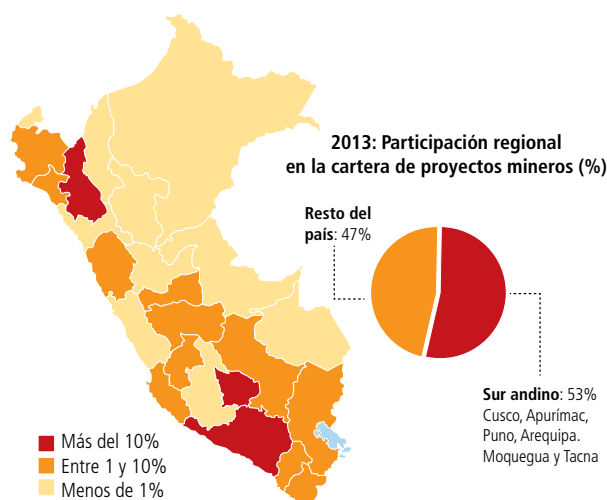 2013: Participación regional
en la cartera de proyectos mineros (%)
Resto del
país: 47%
Sur andino: 53%
Cusco, Apurímac,
Puno, Arequipa.
Moquegua y Tacna
Más del 10%
Entre 1 y 10%
Menos de 1%